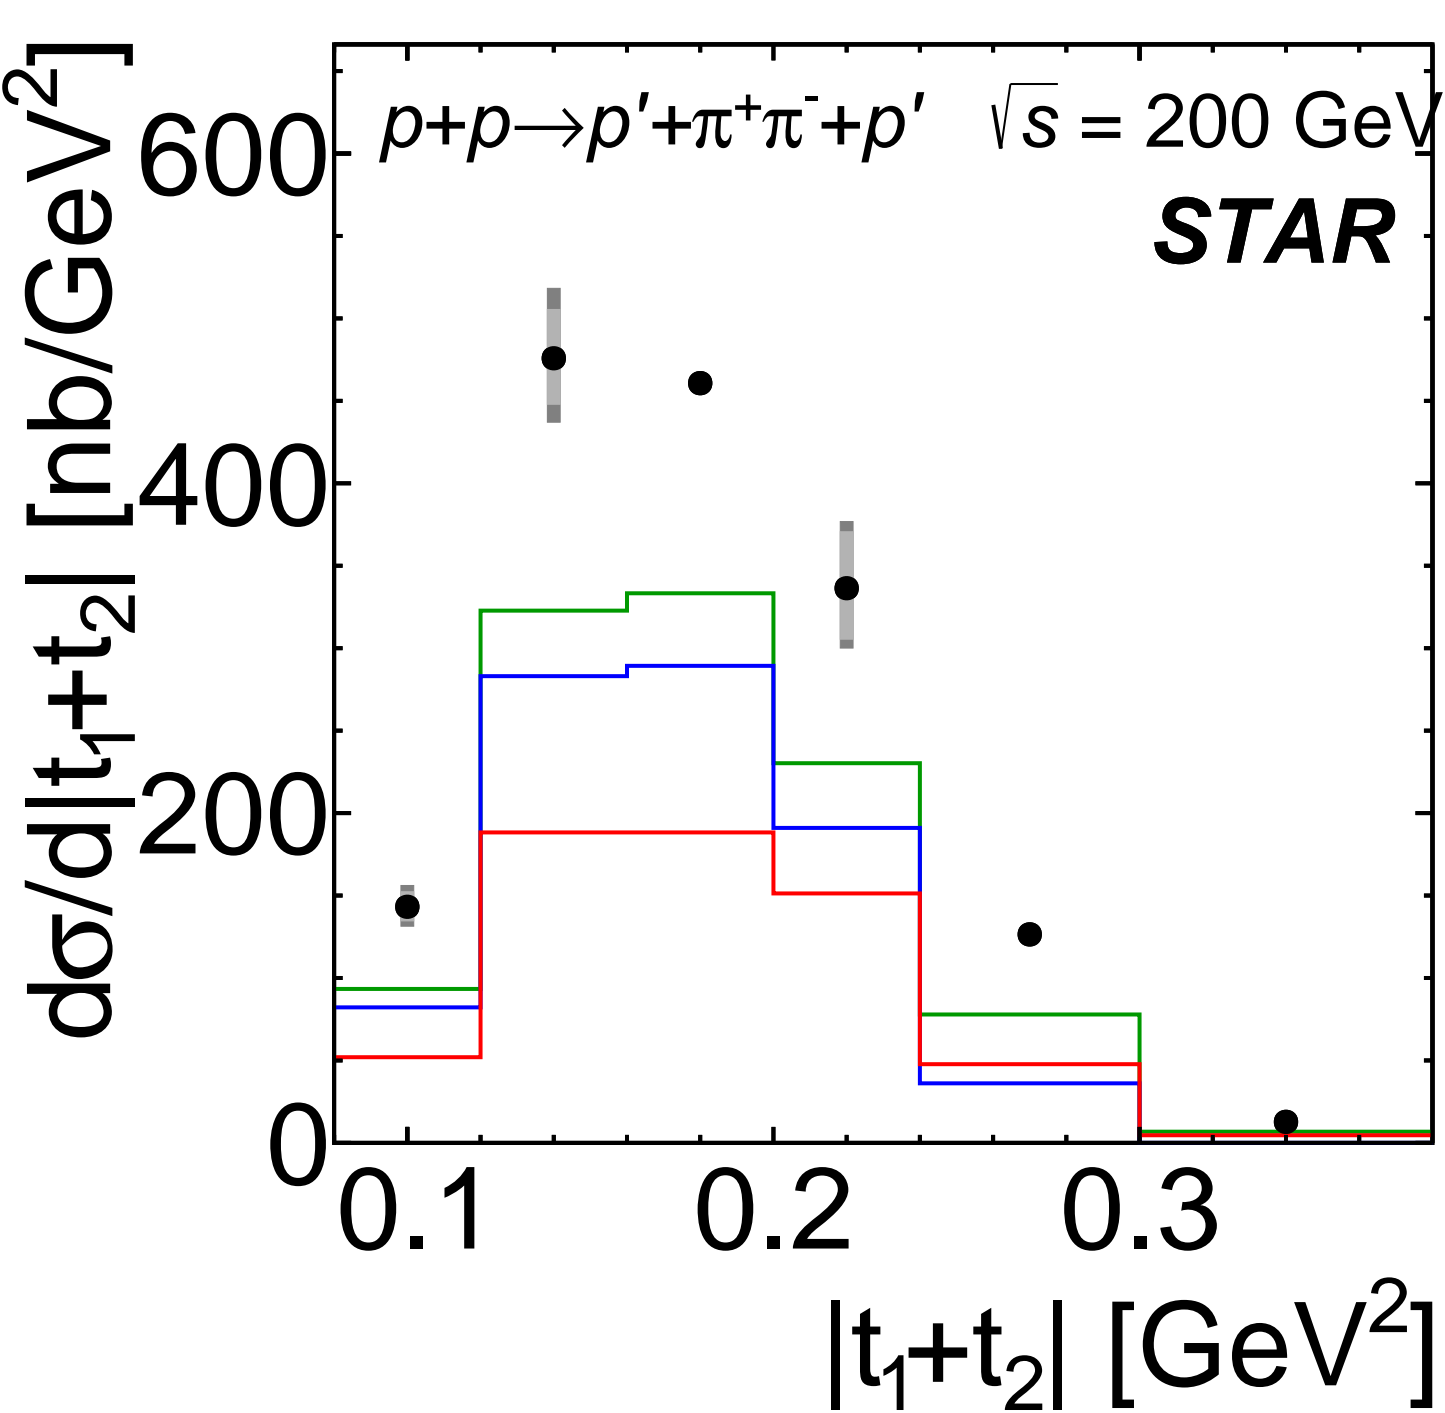 p+p→p′+π⁺π⁻+p′ √s = 200 GeV
STAR
dσ/d|t₁+t₂| [nb/GeV²]
600
400
200
0
0.1 0.2 0.3
|t₁+t₂| [GeV²]